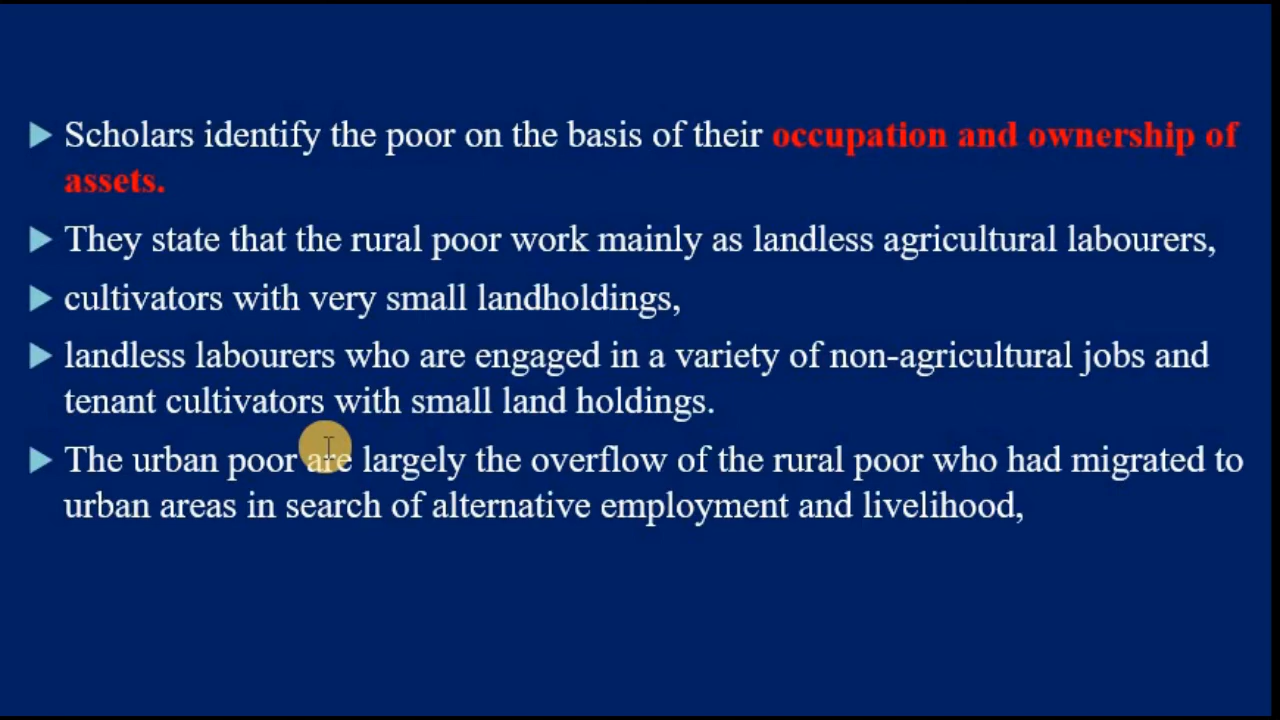 Scholars identify the poor on the basis of their occupation and ownership of
assets.
They state that the rural poor work mainly as landless agricultural labourers,
cultivators with very small landholdings,
landless labourers who are engaged in a variety of non-agricultural jobs and
tenant cultivators with small land holdings.
The urban poor are largely the overflow of the rural poor who had migrated to
urban areas in search of alternative employment and livelihood,